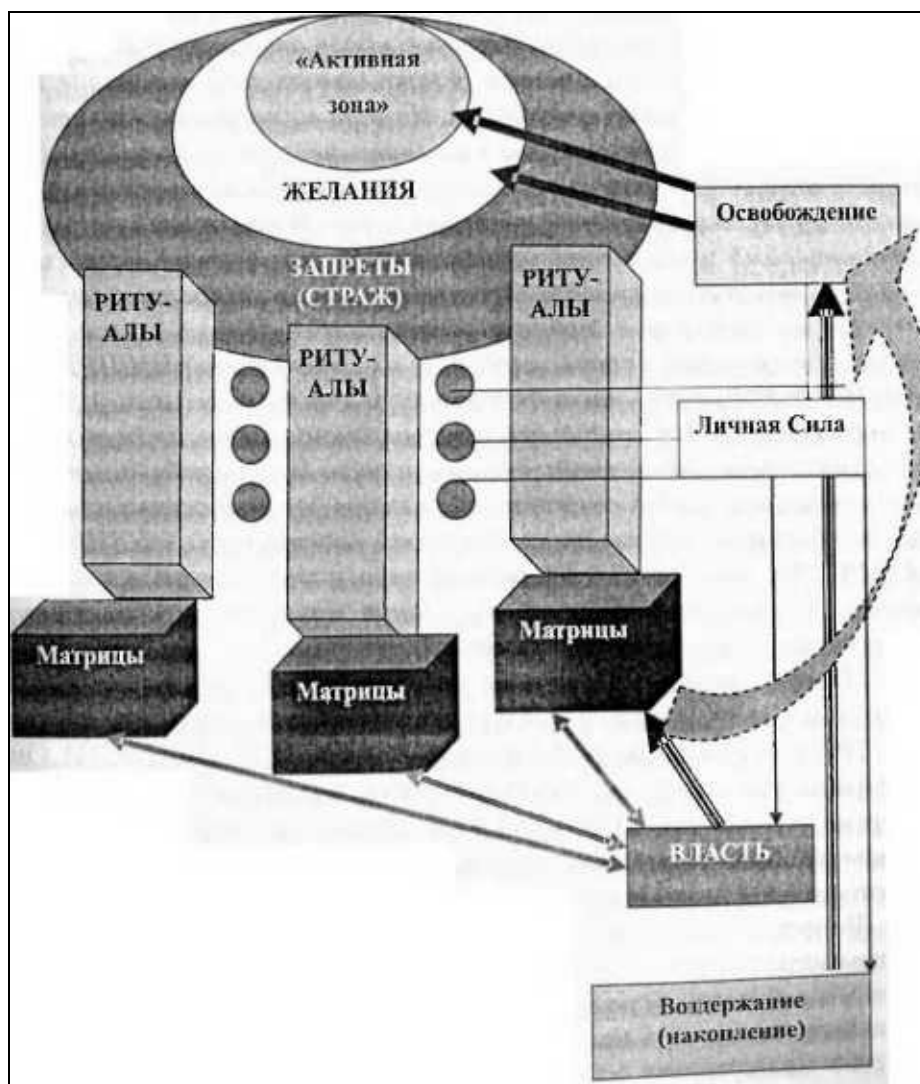 «Активная
зона»
ЖЕЛАНИЯ
Освобождение
ЗАПРЕТЫ
(СТРАЖ)
РИТУ-
АЛЫ
РИТУ-
АЛЫ
РИТУ-
АЛЫ
Личная Сила
Матрицы
Матрицы
Матрицы
ВЛАСТЬ
Воздержание
(накопление)